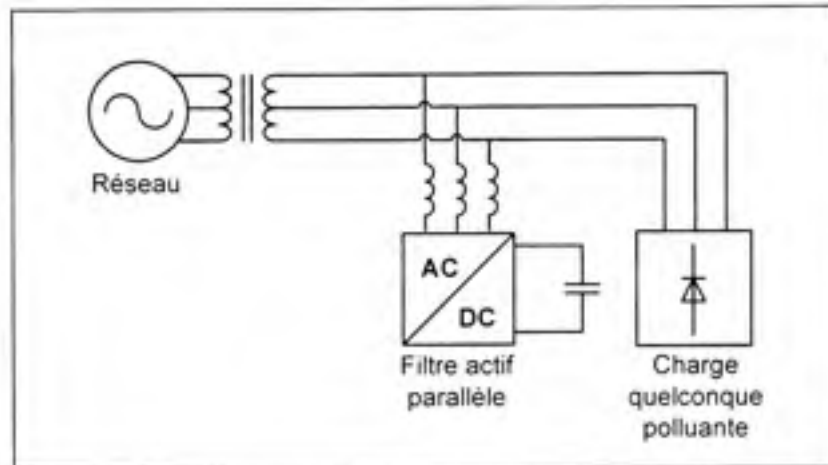 Réseau
AC
DC
Filtre actif
parallèle
Charge
quelconque
polluante